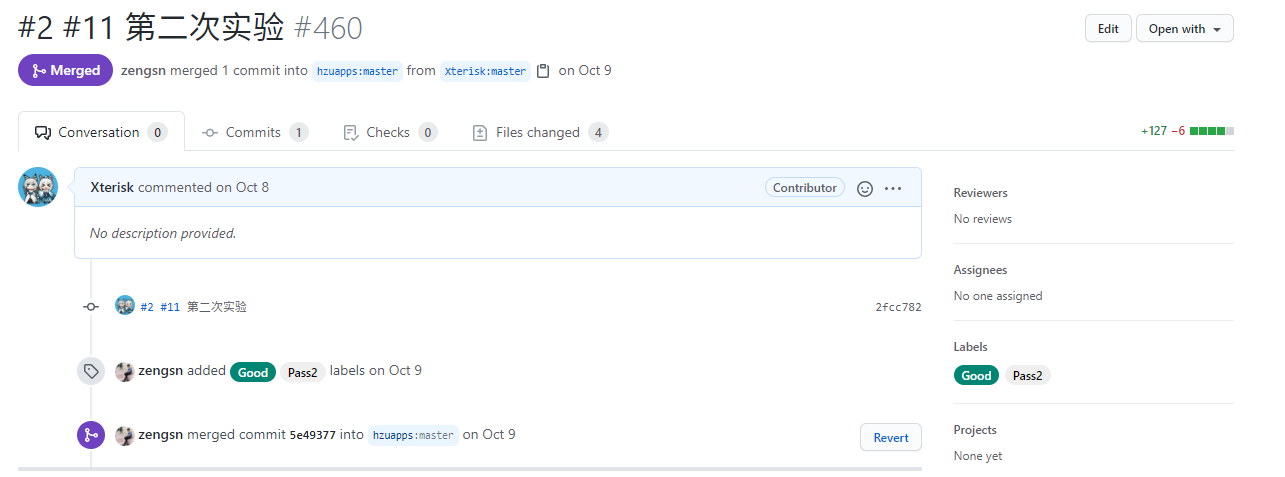 #2 #11 第二次实验 #460
Edit
Open with
Merged
zengsn merged 1 commit into hzuapps:master from Xterisk:master on Oct 9
Conversation 0
Commits 1
Checks 0
Files changed 4
+127 −6
Xterisk commented on Oct 8
Contributor
No description provided.
#2 #11 第二次实验
2fcc782
zengsn added Good Pass2 labels on Oct 9
zengsn merged commit 5e49377 into hzuapps:master on Oct 9
Revert
Reviewers
No reviews
Assignees
No one assigned
Labels
Good Pass2
Projects
None yet